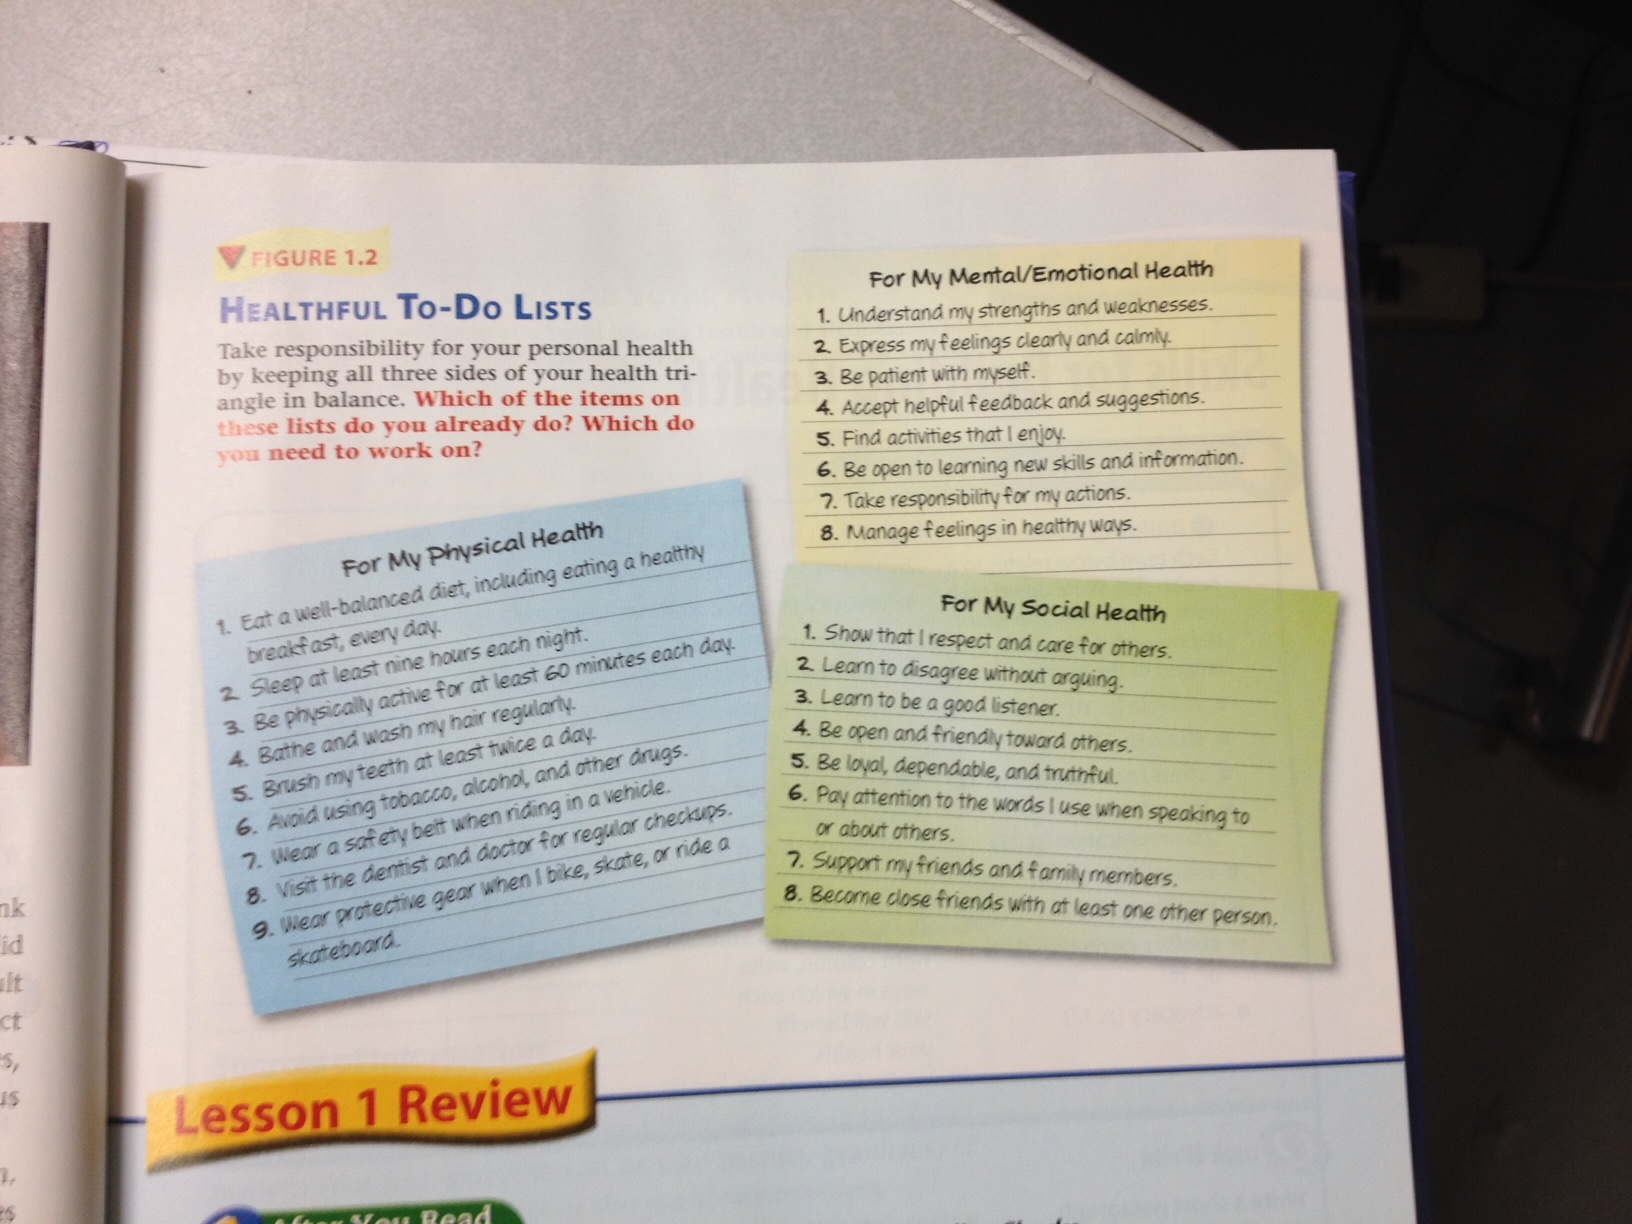 FIGURE 1.2
HEALTHFUL TO-DO LISTS
Take responsibility for your personal health
by keeping all three sides of your health tri-
angle in balance. Which of the items on
these lists do you already do? Which do
you need to work on?
For My Physical Health
1. Eat a well-balanced diet, including eating a healthy
breakfast, every day.
2. Sleep at least nine hours each night.
3. Be physically active for at least 60 minutes each day.
4. Bathe and wash my hair regularly.
5. Brush my teeth at least twice a day.
6. Avoid using tobacco, alcohol, and other drugs.
7. Wear a safety belt when riding in a vehicle.
8. Visit the dentist and doctor for regular checkups.
9. Wear protective gear when I bike, skate, or ride a
skateboard.
For My Mental/Emotional Health
1. Understand my strengths and weaknesses.
2. Express my feelings clearly and calmly.
3. Be patient with myself.
4. Accept helpful feedback and suggestions.
5. Find activities that I enjoy.
6. Be open to learning new skills and information.
7. Take responsibility for my actions.
8. Manage feelings in healthy ways.
For My Social Health
1. Show that I respect and care for others.
2. Learn to disagree without arguing.
3. Learn to be a good listener.
4. Be open and friendly toward others.
5. Be loyal, dependable, and truthful.
6. Pay attention to the words I use when speaking to
or about others.
7. Support my friends and family members.
8. Become close friends with at least one other person.
Lesson 1 Review
After You Read